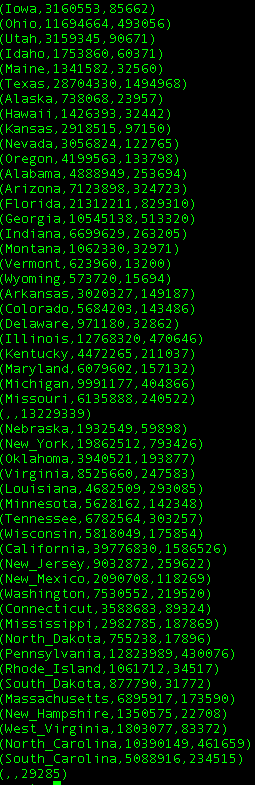 (Iowa,3160553,85662)
(Ohio,11694664,493056)
(Utah,3159345,90671)
(Idaho,1753860,60371)
(Maine,1341582,32560)
(Texas,28704330,1494968)
(Alaska,738068,23957)
(Hawaii,1426393,32442)
(Kansas,2918515,97150)
(Nevada,3056824,122765)
(Oregon,4199563,133798)
(Alabama,4888949,253694)
(Arizona,7123898,324723)
(Florida,21312211,829310)
(Georgia,10545138,513320)
(Indiana,6699629,263205)
(Montana,1062330,32971)
(Vermont,623960,13200)
(Wyoming,573720,15694)
(Arkansas,3020327,149187)
(Colorado,5684203,143486)
(Delaware,971180,32862)
(Illinois,12768320,470646)
(Kentucky,4472265,211037)
(Maryland,6079602,157132)
(Michigan,9991177,404866)
(Missouri,6135888,240522)
(,,13229339)
(Nebraska,1932549,59898)
(New_York,19862512,793426)
(Oklahoma,3940521,193877)
(Virginia,8525660,247583)
(Louisiana,4682509,293085)
(Minnesota,5628162,142348)
(Tennessee,6782564,303257)
(Wisconsin,5818049,175854)
(California,39776830,1586526)
(New_Jersey,9032872,259622)
(New_Mexico,2090708,118269)
(Washington,7530552,219520)
(Connecticut,3588683,89324)
(Mississippi,2982785,187869)
(North_Dakota,755238,17896)
(Pennsylvania,12823989,430076)
(Rhode_Island,1061712,34517)
(South_Dakota,877790,31772)
(Massachusetts,6895917,173590)
(New_Hampshire,1350575,22708)
(West_Virginia,1803077,83372)
(North_Carolina,10390149,461659)
(South_Carolina,5088916,234515)
(,,29285)